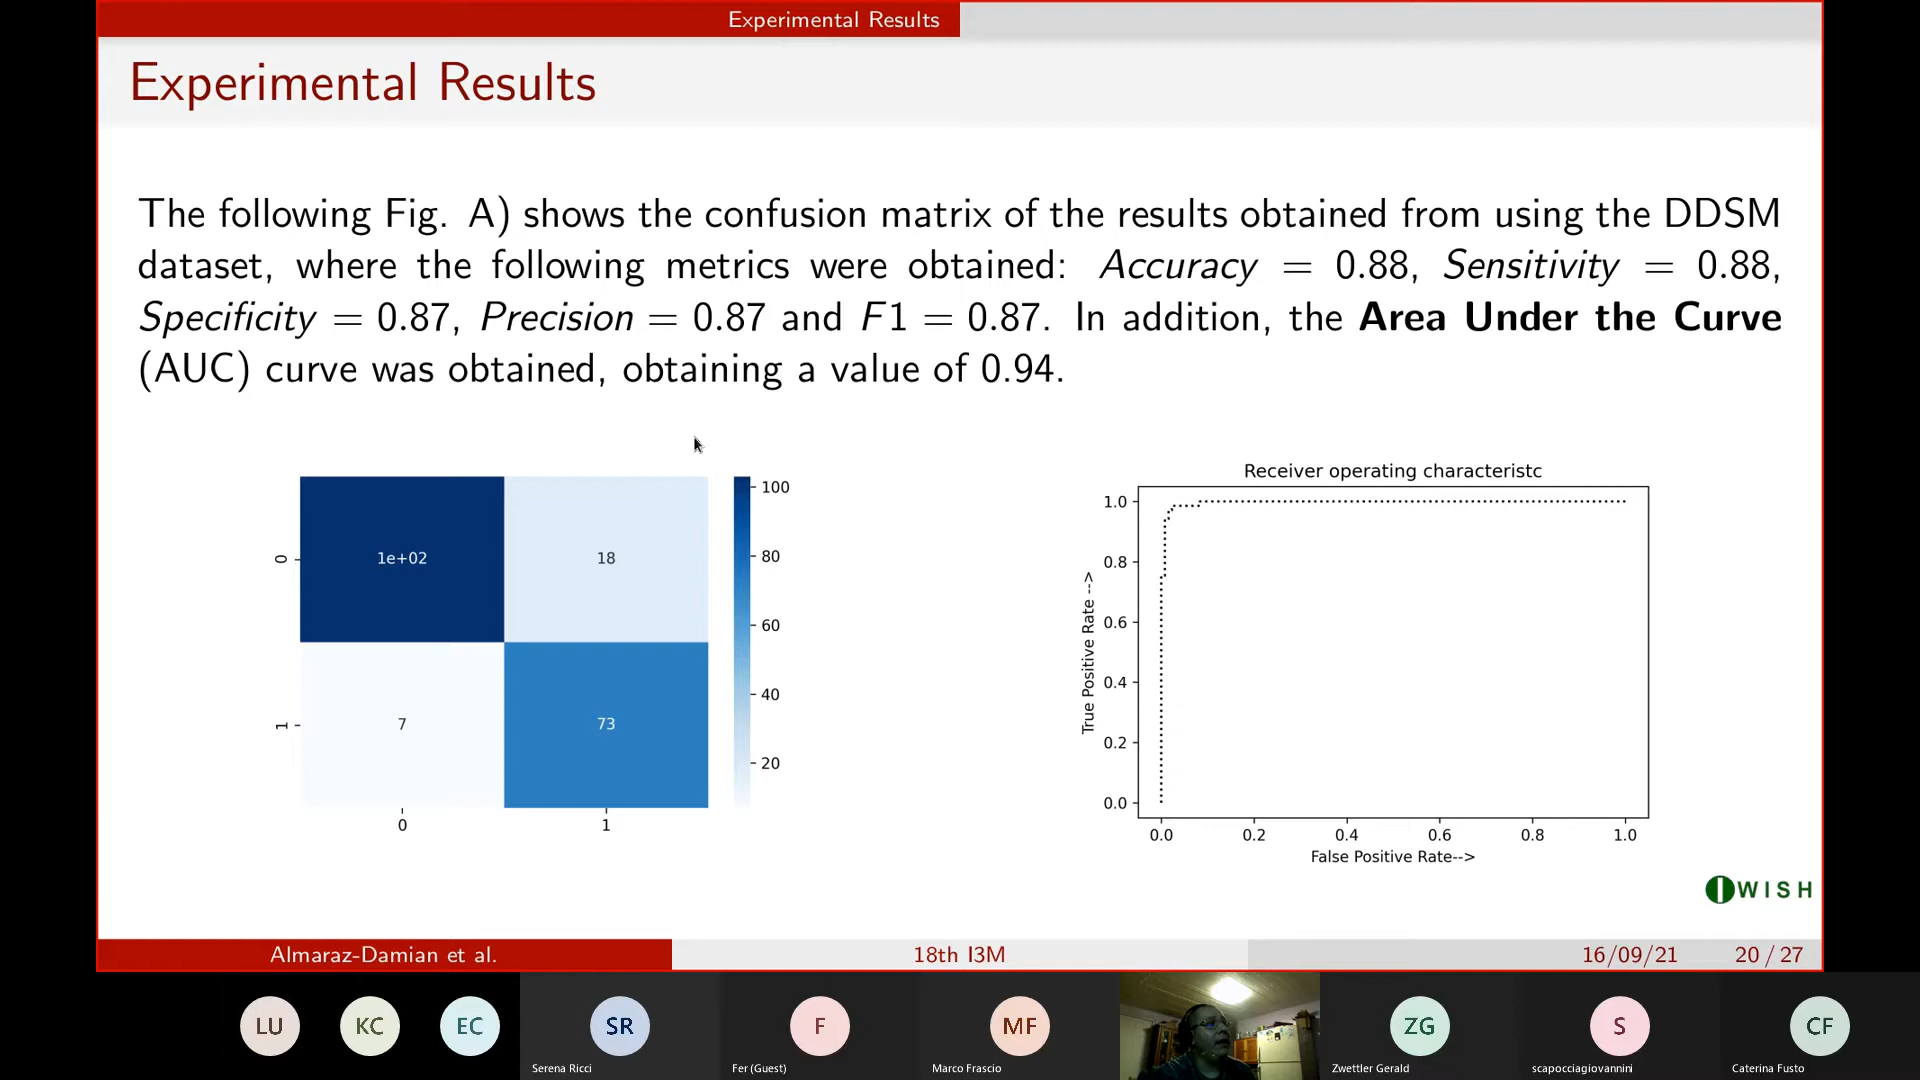 Experimental Results
Experimental Results
The following Fig. A) shows the confusion matrix of the results obtained from using the DDSM
dataset, where the following metrics were obtained: Accuracy = 0.88, Sensitivity = 0.88,
Specificity = 0.87, Precision = 0.87 and F1 = 0.87. In addition, the Area Under the Curve
(AUC) curve was obtained, obtaining a value of 0.94.
1e+02 18
7 73
0
1
0 1
100
80
60
40
20
Receiver operating characteristc
True Positive Rate -->
1.0
0.8
0.6
0.4
0.2
0.0
0.0 0.2 0.4 0.6 0.8 1.0
False Positive Rate-->
WISH
Almaraz-Damian et al. 18th I3M 16/09/21 20 / 27
LU KC EC SR F MF ZG S CF
Serena Ricci Fer (Guest) Marco Frascio Zwettler Gerald scapocciagiovannini Caterina Fusto